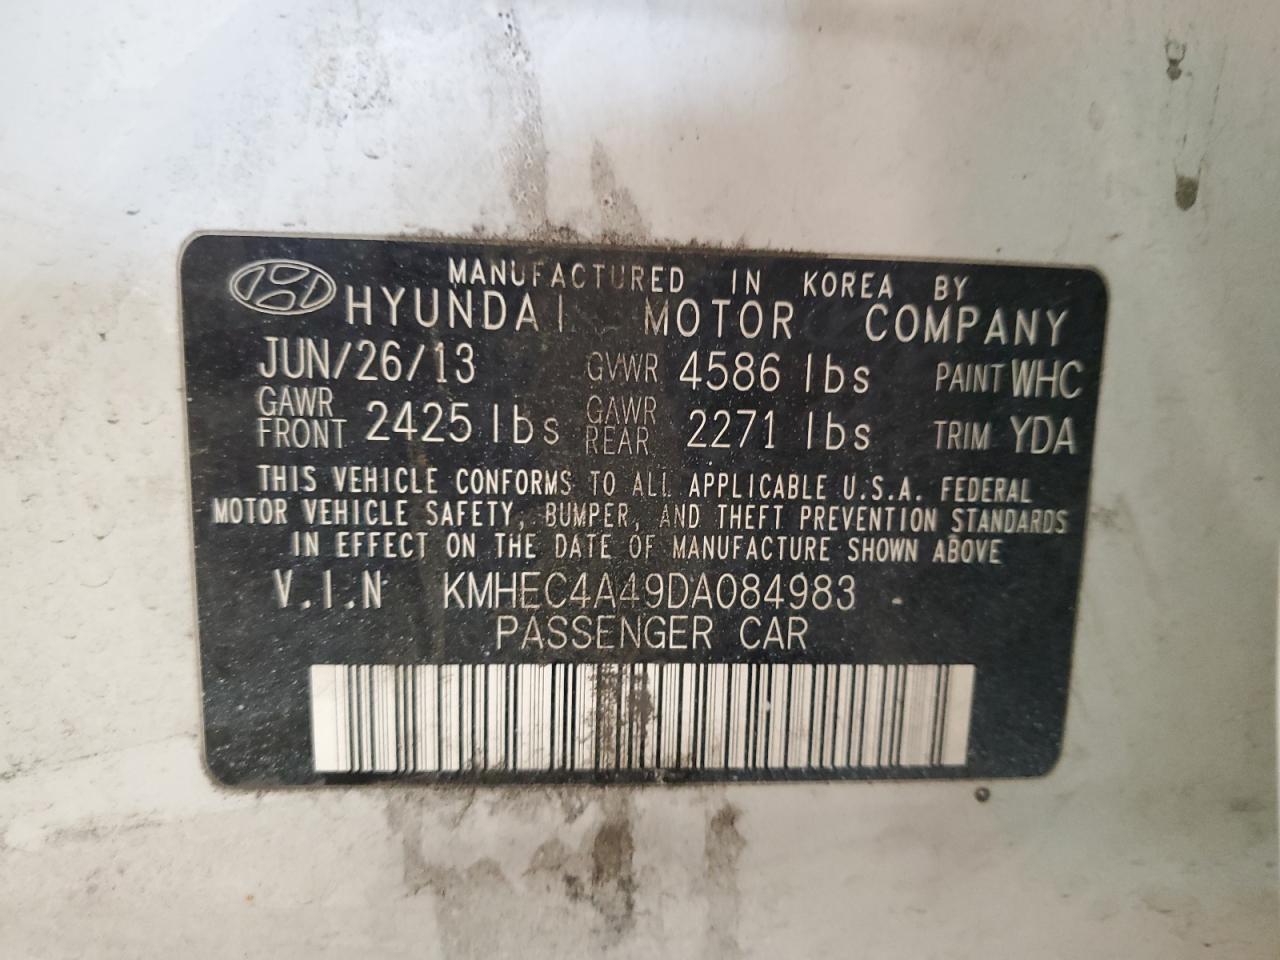 MANUFACTURED IN KOREA BY
HYUNDAI MOTOR COMPANY
JUN/26/13 GVWR 4586 lbs PAINT WHC
GAWR FRONT 2425 lbs GAWR REAR 2271 lbs TRIM YDA
THIS VEHICLE CONFORMS TO ALL APPLICABLE U.S.A. FEDERAL
MOTOR VEHICLE SAFETY, BUMPER, AND THEFT PREVENTION STANDARDS
IN EFFECT ON THE DATE OF MANUFACTURE SHOWN ABOVE
V.I.N KMHEC4A49DA084983
PASSENGER CAR